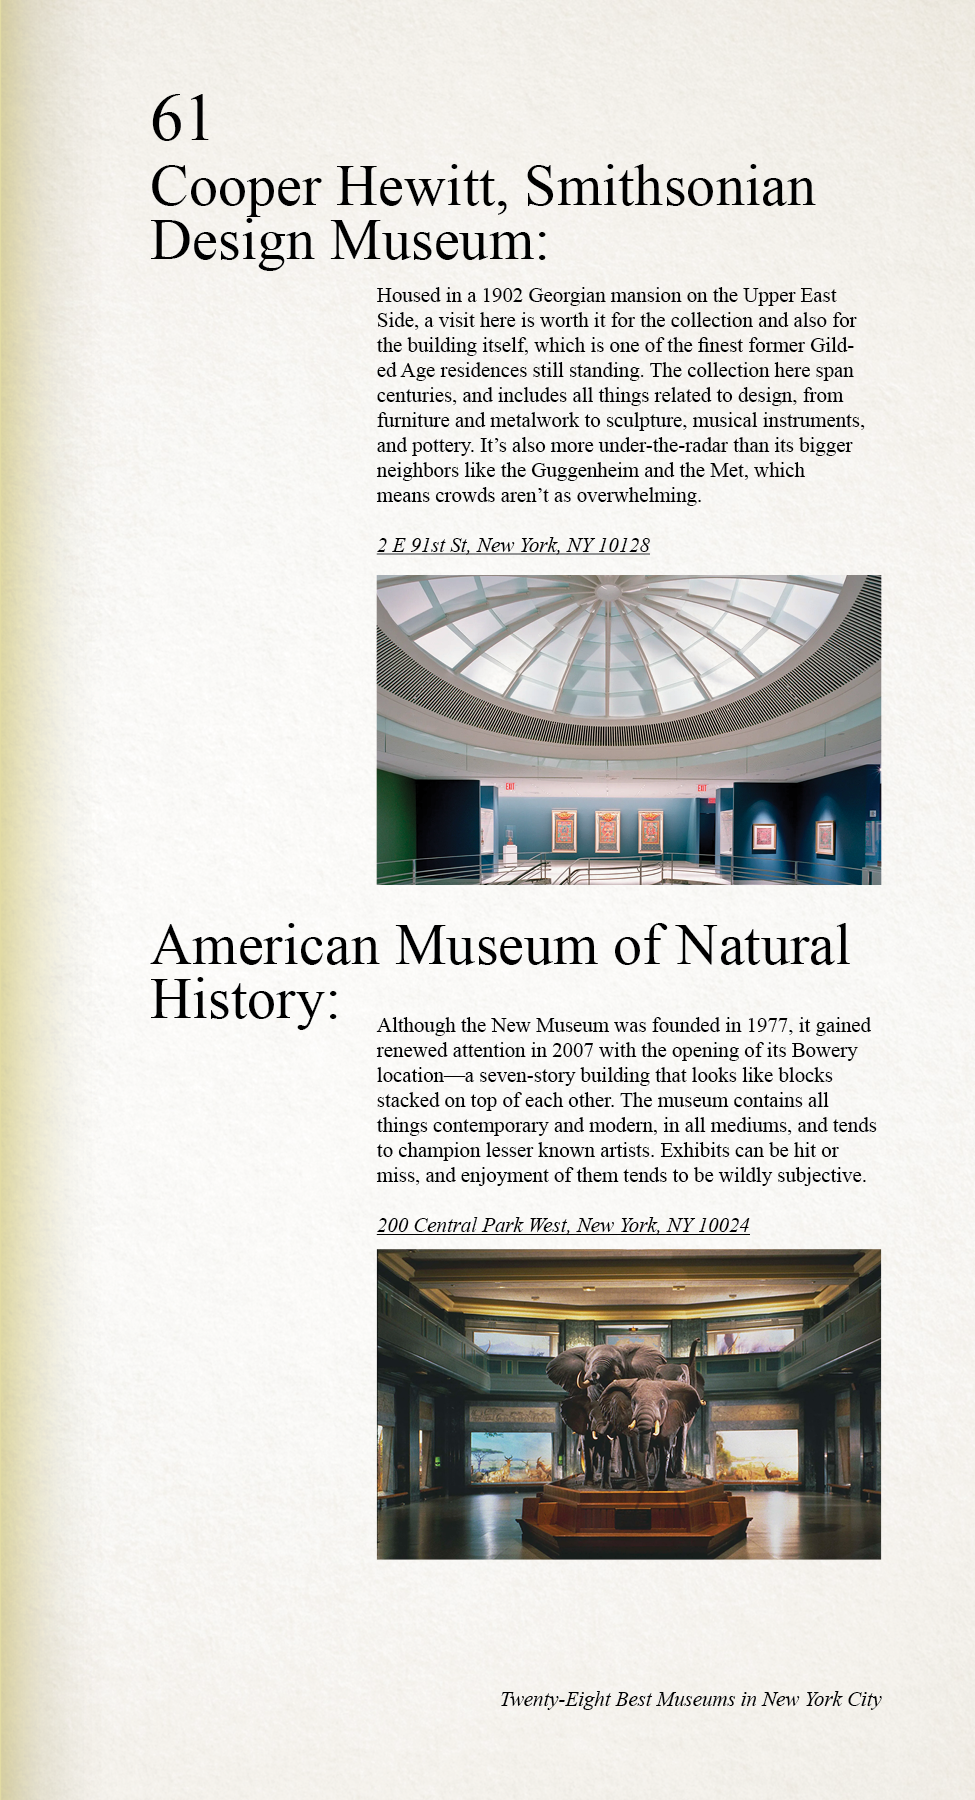 61
Cooper Hewitt, Smithsonian
Design Museum:
Housed in a 1902 Georgian mansion on the Upper East
Side, a visit here is worth it for the collection and also for
the building itself, which is one of the finest former Gild-
ed Age residences still standing. The collection here span
centuries, and includes all things related to design, from
furniture and metalwork to sculpture, musical instruments,
and pottery. It’s also more under-the-radar than its bigger
neighbors like the Guggenheim and the Met, which
means crowds aren’t as overwhelming.
2 E 91st St, New York, NY 10128
EXIT
EXIT
American Museum of Natural
History:
Although the New Museum was founded in 1977, it gained
renewed attention in 2007 with the opening of its Bowery
location—a seven-story building that looks like blocks
stacked on top of each other. The museum contains all
things contemporary and modern, in all mediums, and tends
to champion lesser known artists. Exhibits can be hit or
miss, and enjoyment of them tends to be wildly subjective.
200 Central Park West, New York, NY 10024
Twenty-Eight Best Museums in New York City